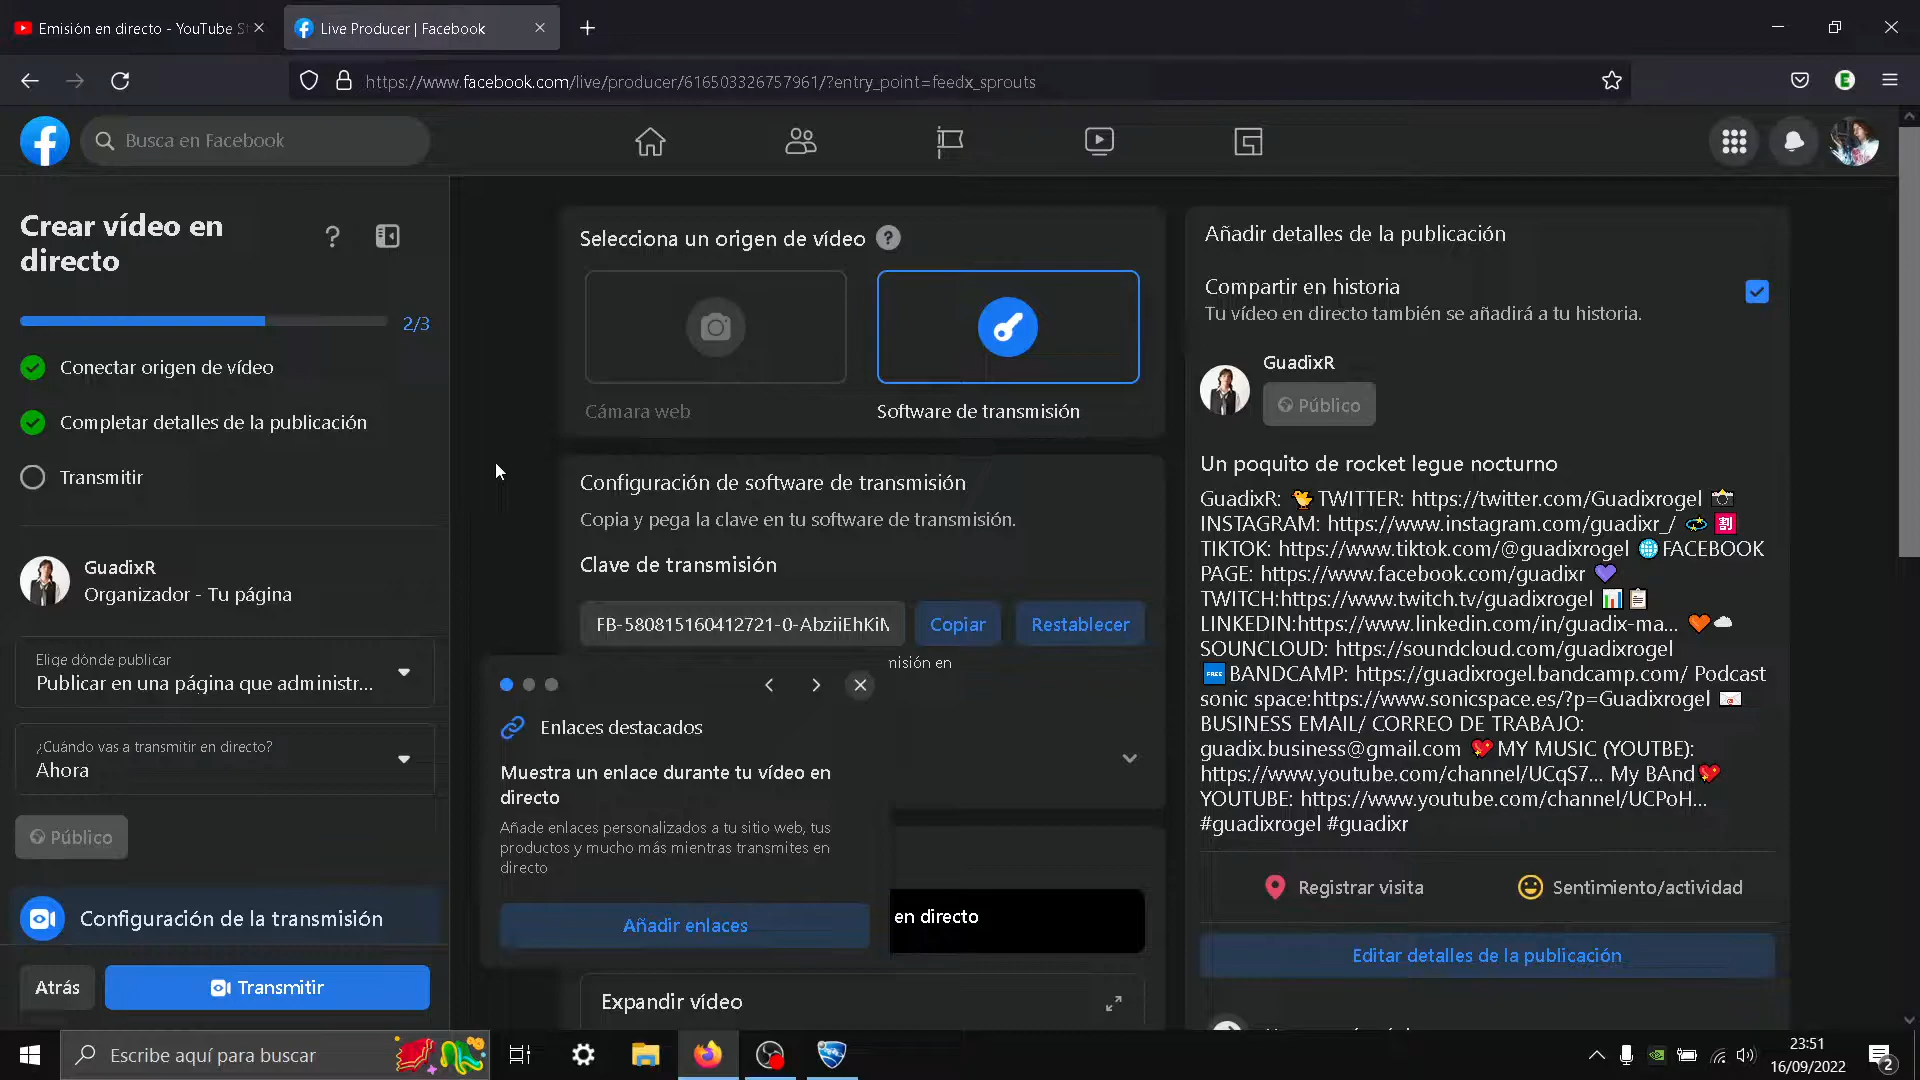 Emisión en directo - YouTube S
Live Producer | Facebook
https://www.facebook.com/live/producer/616503326757961/?entry_point=feedx_sprouts
Busca en Facebook
Crear vídeo en
directo
2/3
Conectar origen de vídeo
Completar detalles de la publicación
Transmitir
GuadixR
Organizador - Tu página
Elige dónde publicar
Publicar en una página que administr...
¿Cuándo vas a transmitir en directo?
Ahora
Público
Configuración de la transmisión
Atrás
Transmitir
Selecciona un origen de vídeo
Cámara web
Software de transmisión
Configuración de software de transmisión
Copia y pega la clave en tu software de transmisión.
Clave de transmisión
FB-580815160412721-0-AbziiEhKiN
Copiar
Restablecer
misión en
Enlaces destacados
Muestra un enlace durante tu vídeo en
directo
Añade enlaces personalizados a tu sitio web, tus
productos y mucho más mientras transmites en
directo
Añadir enlaces
en directo
Expandir vídeo
Añadir detalles de la publicación
Compartir en historia
Tu vídeo en directo también se añadirá a tu historia.
GuadixR
Público
Un poquito de rocket legue nocturno
GuadixR: 🐤TWITTER: https://twitter.com/Guadixrogel 📸
INSTAGRAM: https://www.instagram.com/guadixr_/ 💫 🈹
TIKTOK: https://www.tiktok.com/@guadixrogel 🌐FACEBOOK
PAGE: https://www.facebook.com/guadixr 💜
TWITCH:https://www.twitch.tv/guadixrogel 📊📋
LINKEDIN:https://www.linkedin.com/in/guadix-ma... 🧡☁
SOUNCLOUD: https://soundcloud.com/guadixrogel
🆓BANDCAMP: https://guadixrogel.bandcamp.com/ Podcast
sonic space:https://www.sonicspace.es/?p=Guadixrogel 📧
BUSINESS EMAIL/ CORREO DE TRABAJO:
guadix.business@gmail.com 💖MY MUSIC (YOUTBE):
https://www.youtube.com/channel/UCqS7... My BAnd💖
YOUTUBE: https://www.youtube.com/channel/UCPoH...
#guadixrogel #guadixr
Registrar visita
Sentimiento/actividad
Editar detalles de la publicación
Escribe aquí para buscar
23:51
16/09/2022
2